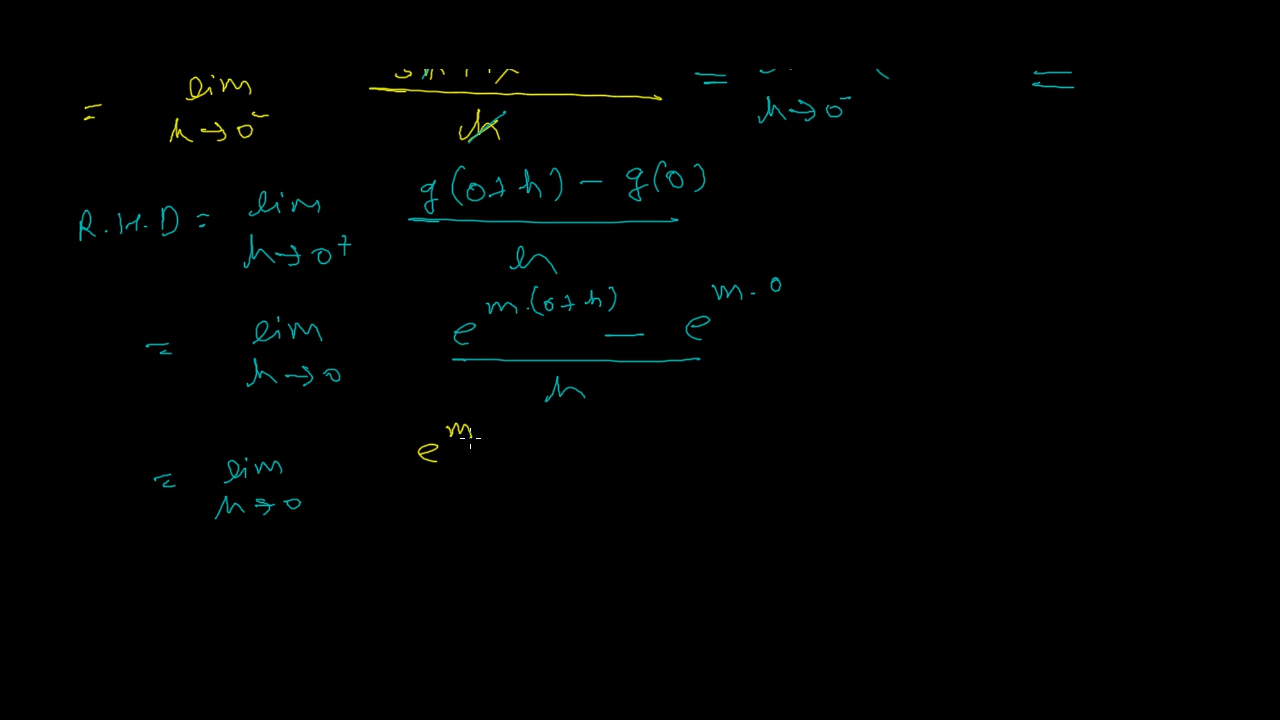 = lim h→0⁻ h = lim h→0⁻ =
R.H.D = lim h→0⁺ g(0+h) - g(0) / h
= lim h→0 e^m.(0+h) - e^m.0 / h
= lim h→0 e^m